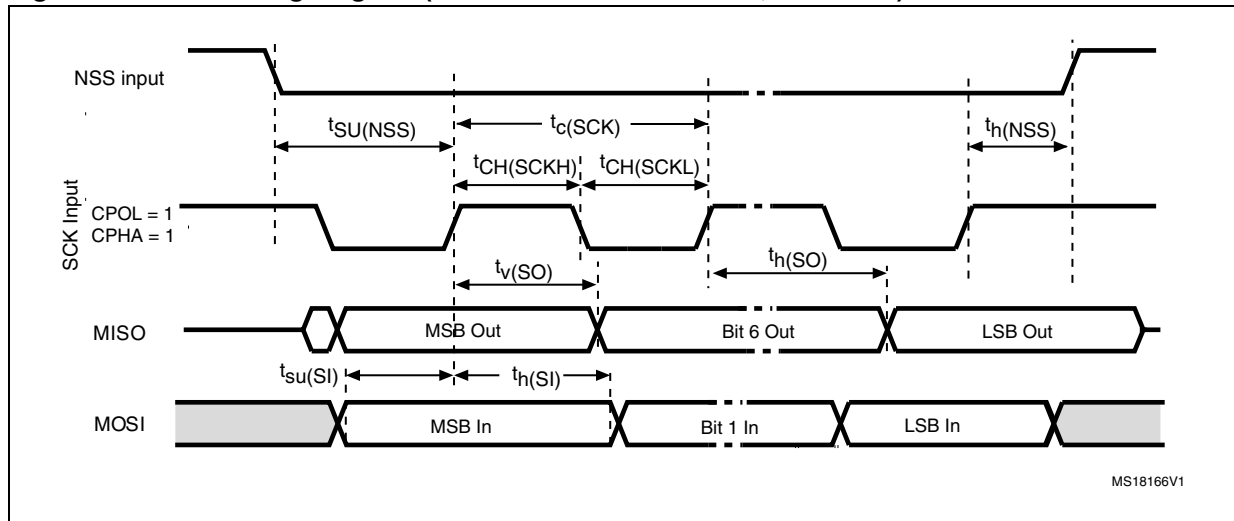 NSS input
tSU(NSS)
tc(SCK)
th(NSS)
tCH(SCKH)
tCH(SCKL)
SCK Input
CPOL = 1
CPHA = 1
tv(SO)
th(SO)
MISO
MSB Out
Bit 6 Out
LSB Out
tsu(SI)
th(SI)
MOSI
MSB In
Bit 1 In
LSB In
MS18166V1